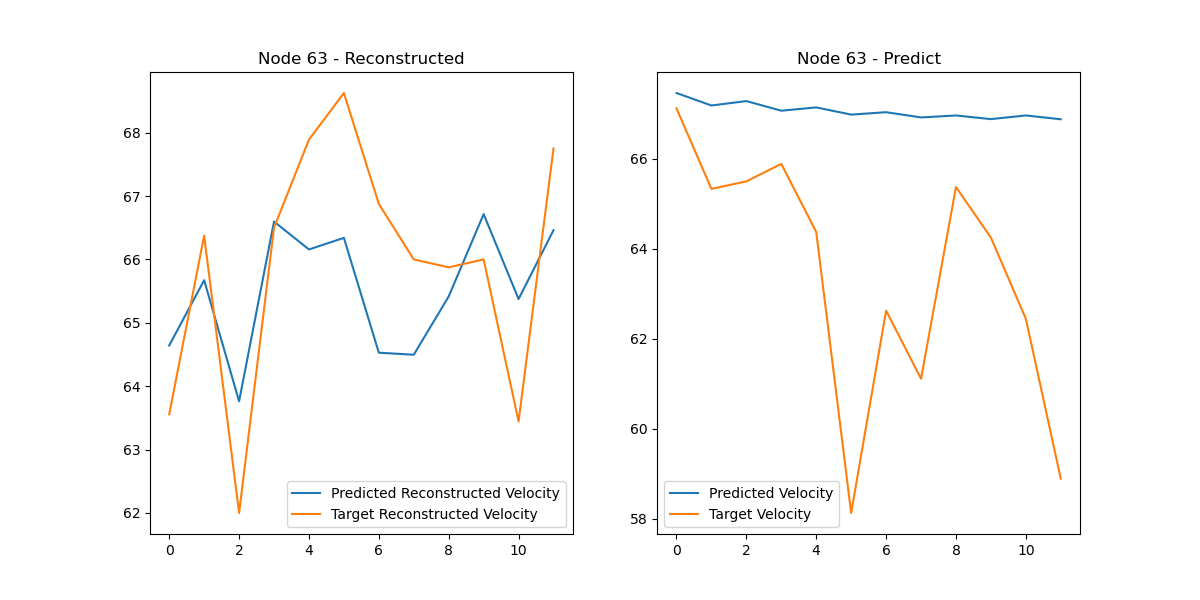 Node 63 - Reconstructed
68
67
66
65
64
63
62
0 2 4 6 8 10
Predicted Reconstructed Velocity
Target Reconstructed Velocity
Node 63 - Predict
66
64
62
60
58
0 2 4 6 8 10
Predicted Velocity
Target Velocity